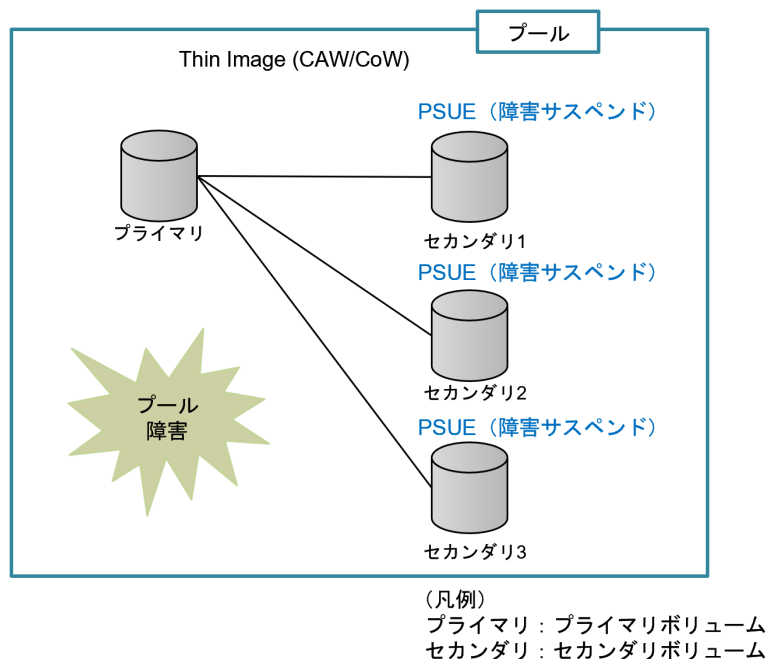 プール
Thin Image (CAW/CoW)
PSUE（障害サスペンド）
プライマリ
セカンダリ1
PSUE（障害サスペンド）
セカンダリ2
プール
障害
PSUE（障害サスペンド）
セカンダリ3
（凡例）
プライマリ：プライマリボリューム
セカンダリ：セカンダリボリューム